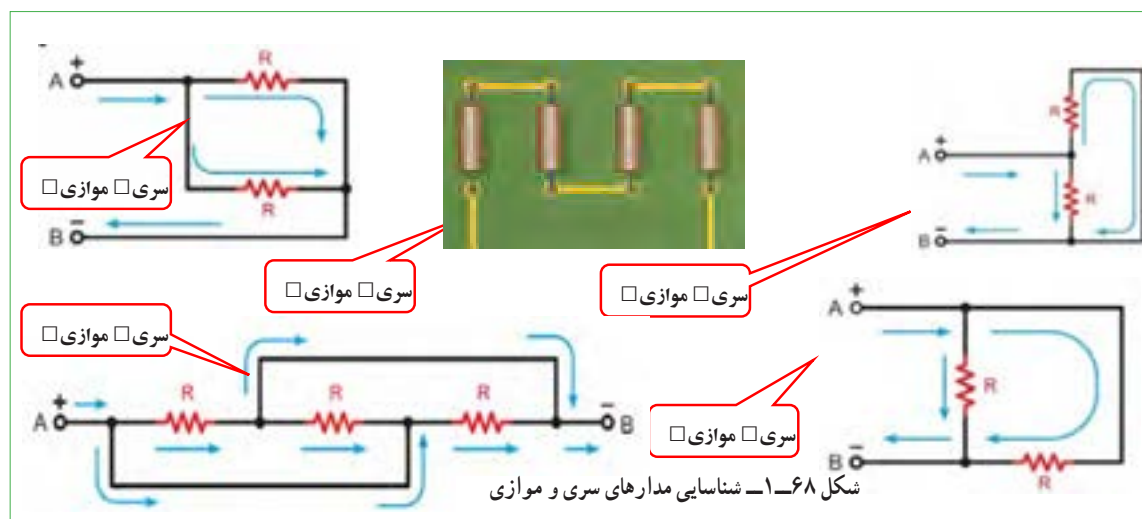 +
A
R
R
سری□ موازی□
B
−
سری□ موازی□
+
A
R
R
B
−
سری□ موازی□
سری□ موازی□
+
A
R
R
R
−
B
+
A
R
R
B
−
سری□ موازی□
شکل ۶۸ــ۱ــ شناسایی مدارهای سری و موازی